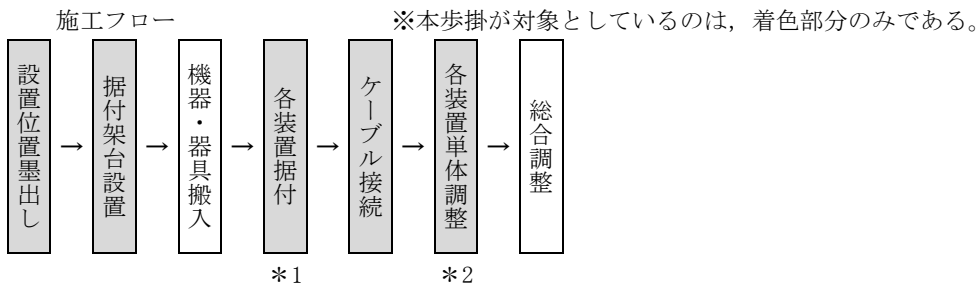 施工フロー
※本歩掛が対象としているのは，着色部分のみである。
設置位置墨出し
→
据付架台設置
→
機器・器具搬入
→
各装置据付
→
ケーブル接続
→
各装置単体調整
→
総合調整
＊1
＊2